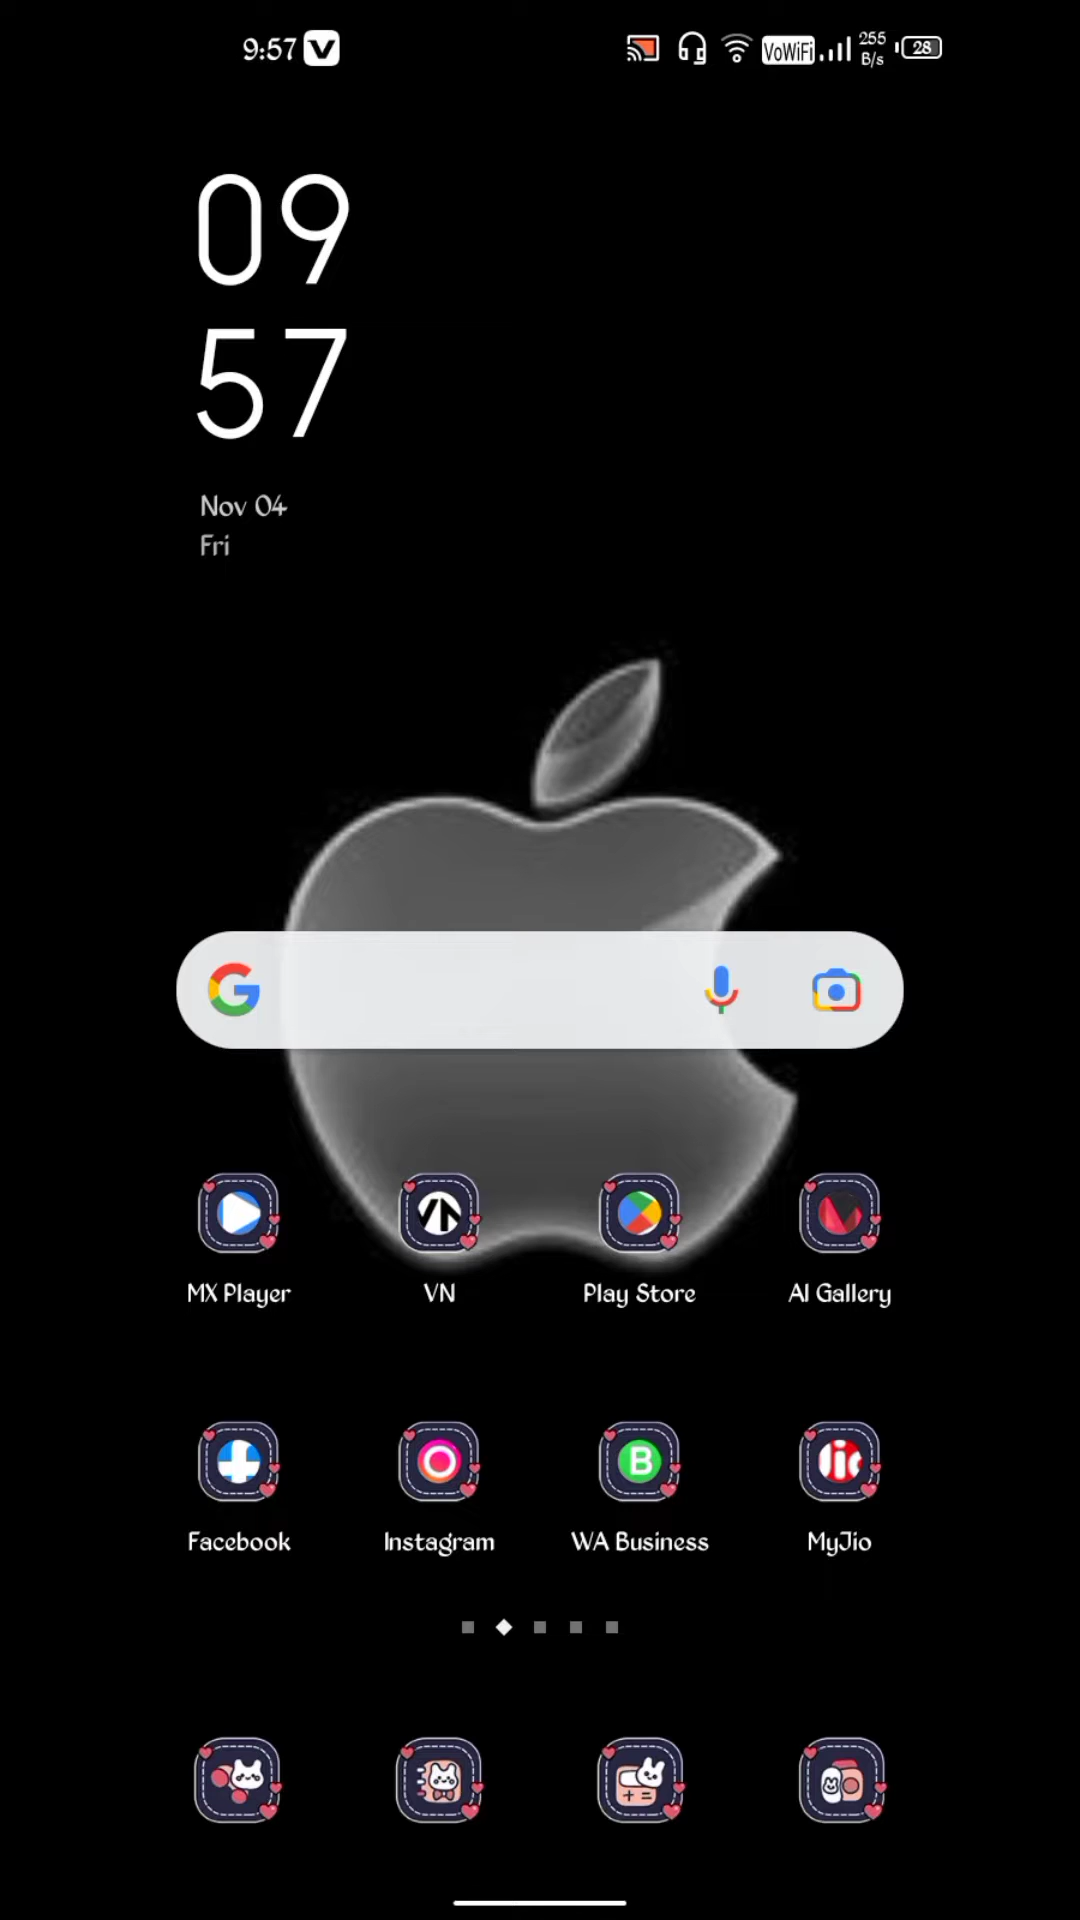 9:57 VoWiFi 255 B/s 28
09
57
Nov 04
Fri
MX Player VN Play Store AI Gallery
Facebook Instagram WA Business MyJio